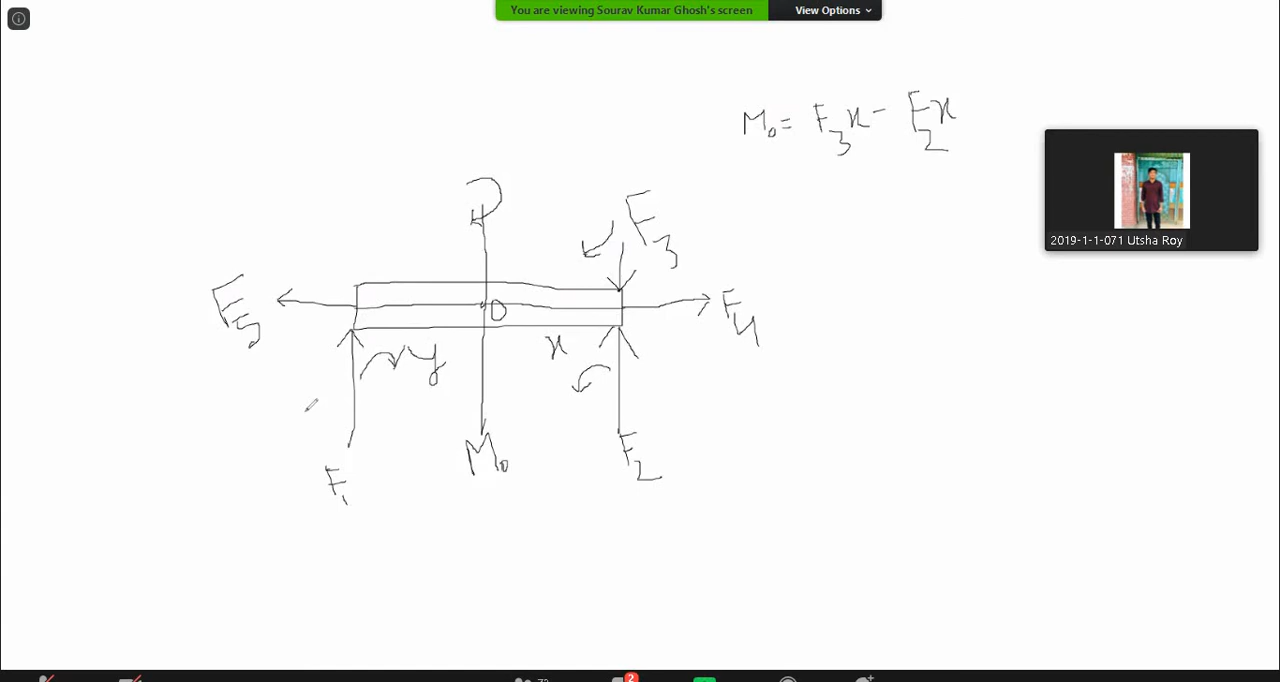 You are viewing Sourav Kumar Ghosh's screen
View Options
M₀ = F₃x - F₂x
2019-1-1-071 Utsha Roy
P
F₃
F₅
O
F₄
y
x
F₁
M₀
F₂
2